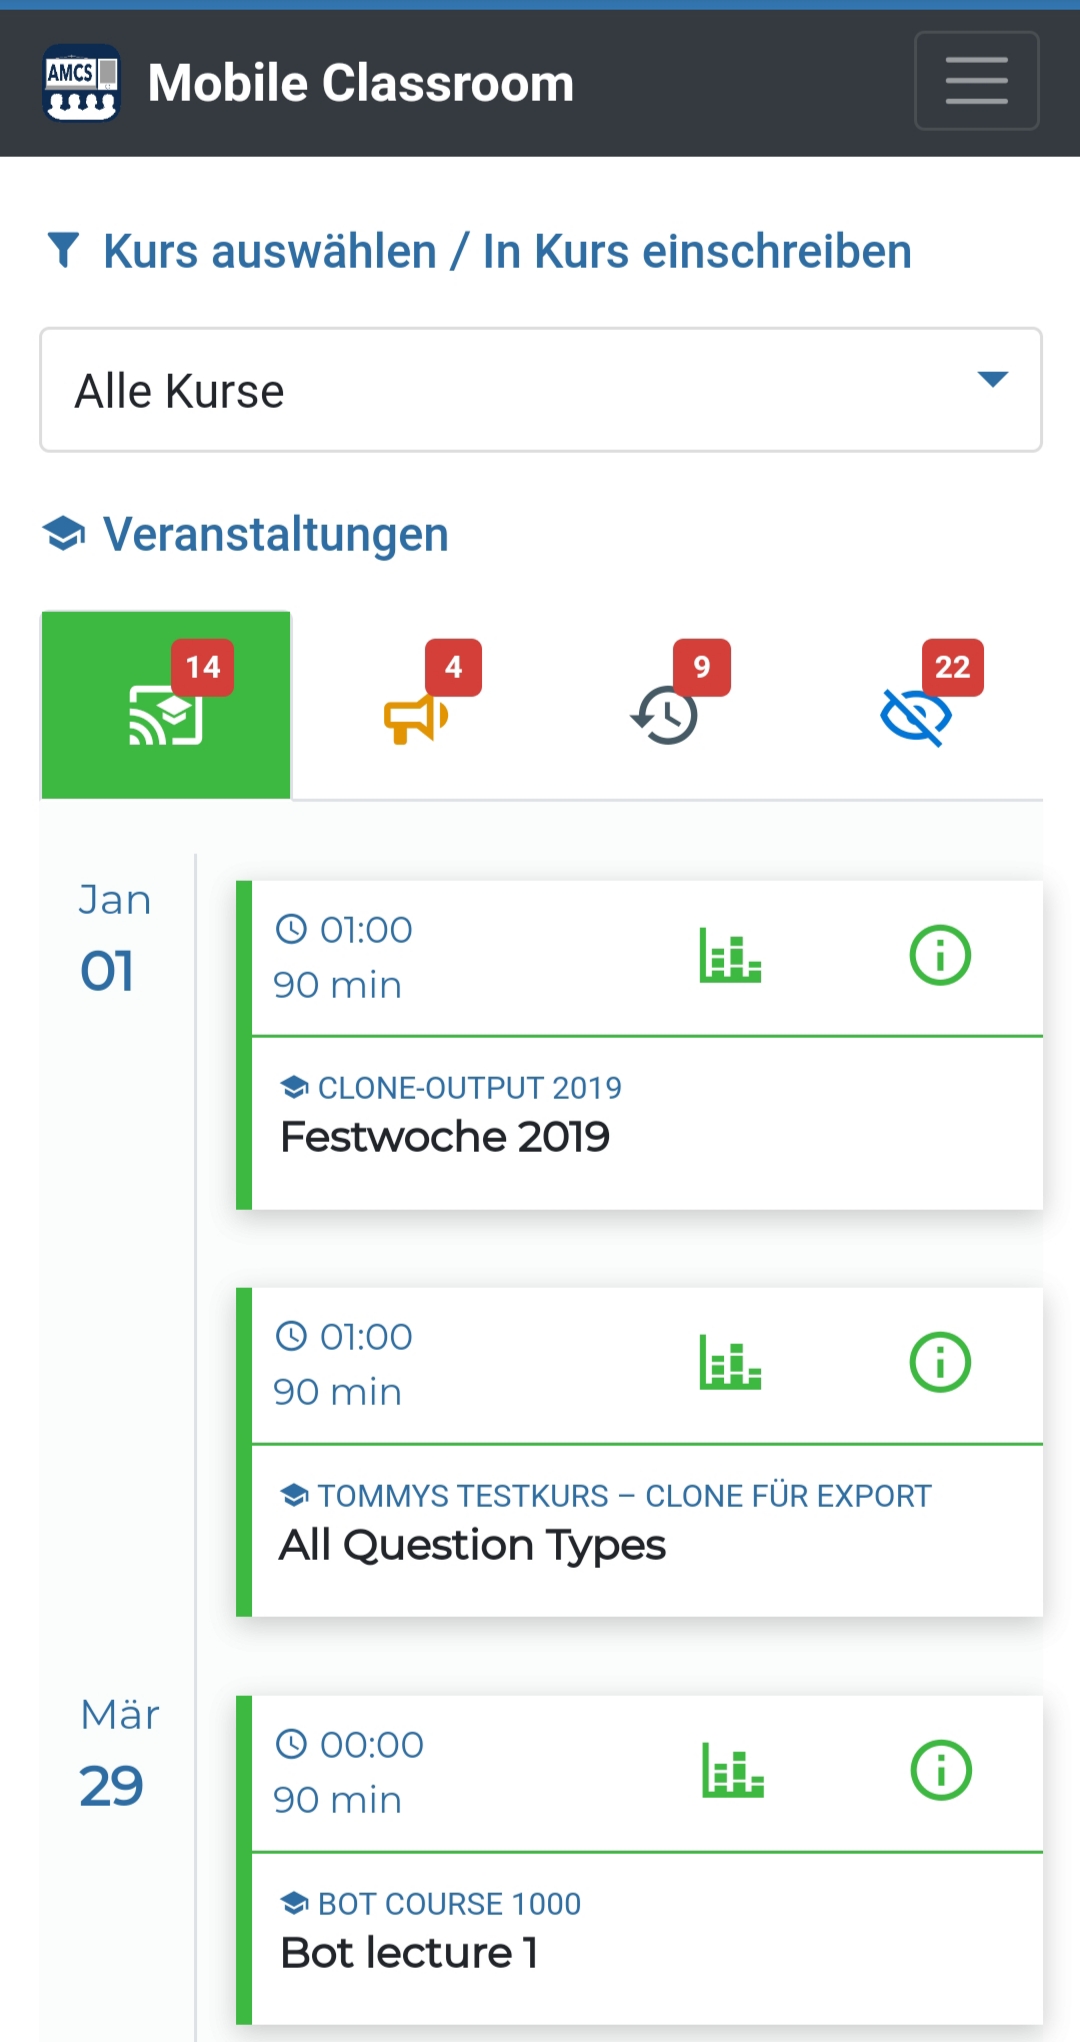 AMCS
Mobile Classroom
Kurs auswählen / In Kurs einschreiben
Alle Kurse
Veranstaltungen
14
4
9
22
Jan
01
01:00
90 min
CLONE-OUTPUT 2019
Festwoche 2019
01:00
90 min
TOMMYS TESTKURS – CLONE FÜR EXPORT
All Question Types
Mär
29
00:00
90 min
BOT COURSE 1000
Bot lecture 1